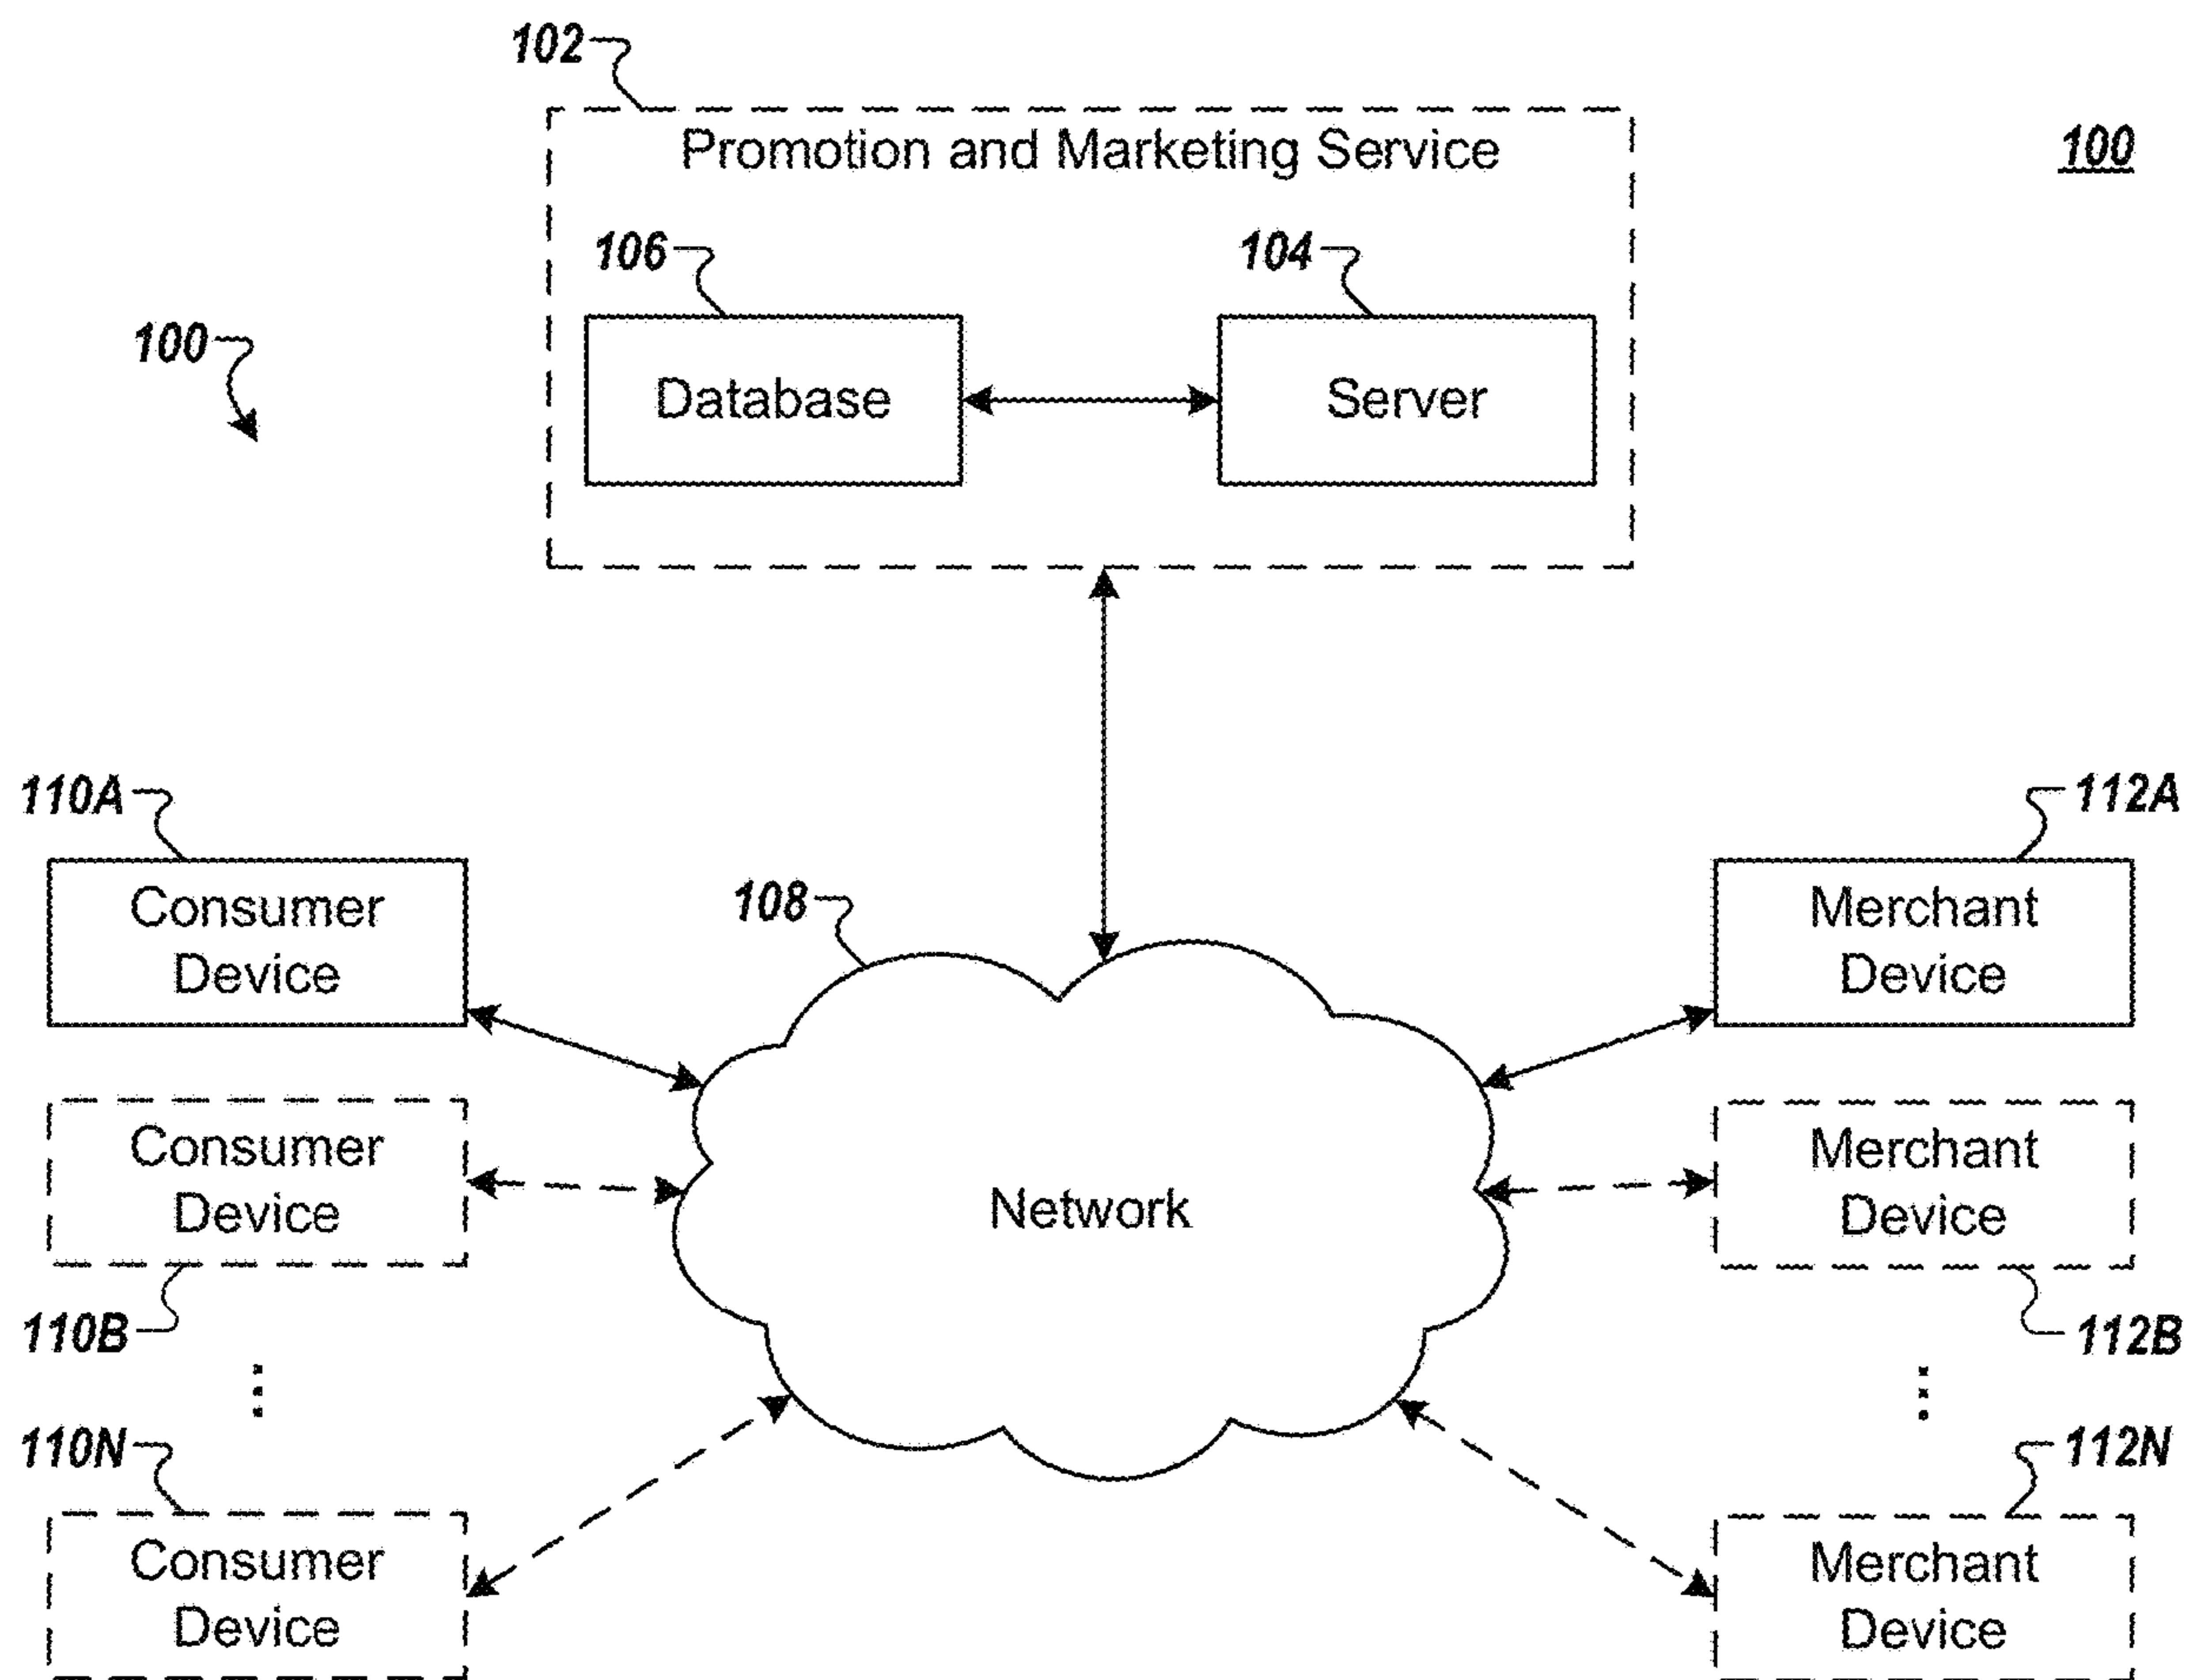 102
Promotion and Marketing Service
100
106
104
100
Database
Server
110A
112A
Consumer
Device
108
Merchant
Device
Consumer
Device
Network
Merchant
Device
110B
112B
110N
112N
Consumer
Device
Merchant
Device